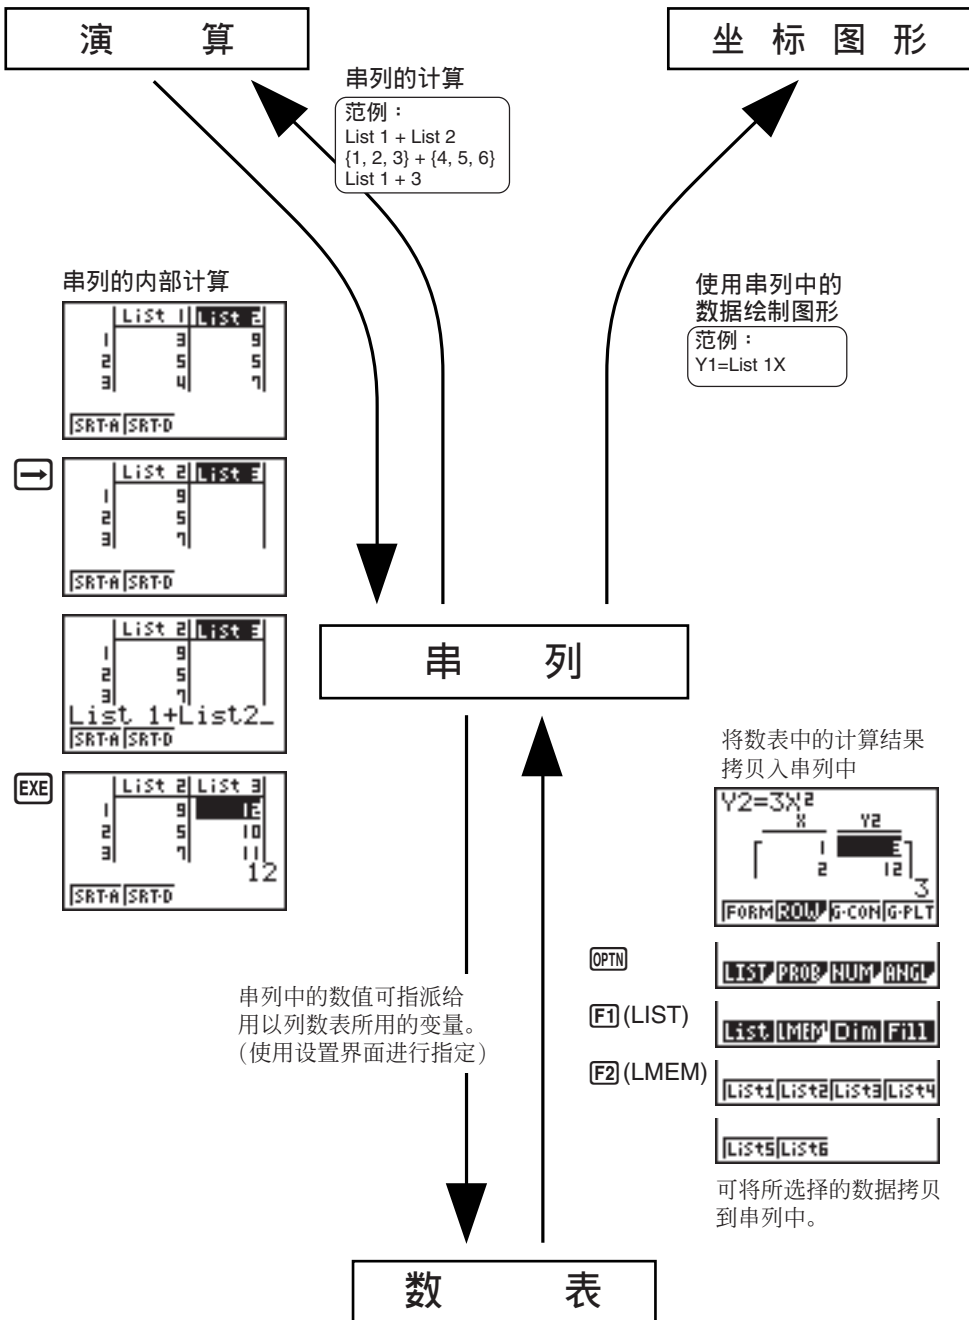 演 算
坐 标 图 形
串列的计算
范例：
List 1 + List 2
{1, 2, 3} + {4, 5, 6}
List 1 + 3
串列的内部计算
List 1 List 2
1 3 9
2 5 5
3 4 7
SRT·A SRT·D
→
List 2 List 3
1 9
2 5
3 7
SRT·A SRT·D
List 2 List 3
1 9
2 5
3 7
List 1+List2_
SRT·A SRT·D
EXE
List 2 List 3
1 9 12
2 5 10
3 7 11
12
SRT·A SRT·D
使用串列中的
数据绘制图形
范例：
Y1=List 1X
串 列
将数表中的计算结果
拷贝入串列中
Y2=3X²
X Y2
1 3
2 12
3
FORM ROW G·CON G·PLT
OPTN
LIST PROB NUM ANGL
F1 (LIST)
List LMEM Dim Fill
F2 (LMEM)
List1 List2 List3 List4
List5 List6
可将所选择的数据拷贝
到串列中。
串列中的数值可指派给
用以列数表所用的变量。
(使用设置界面进行指定)
数 表